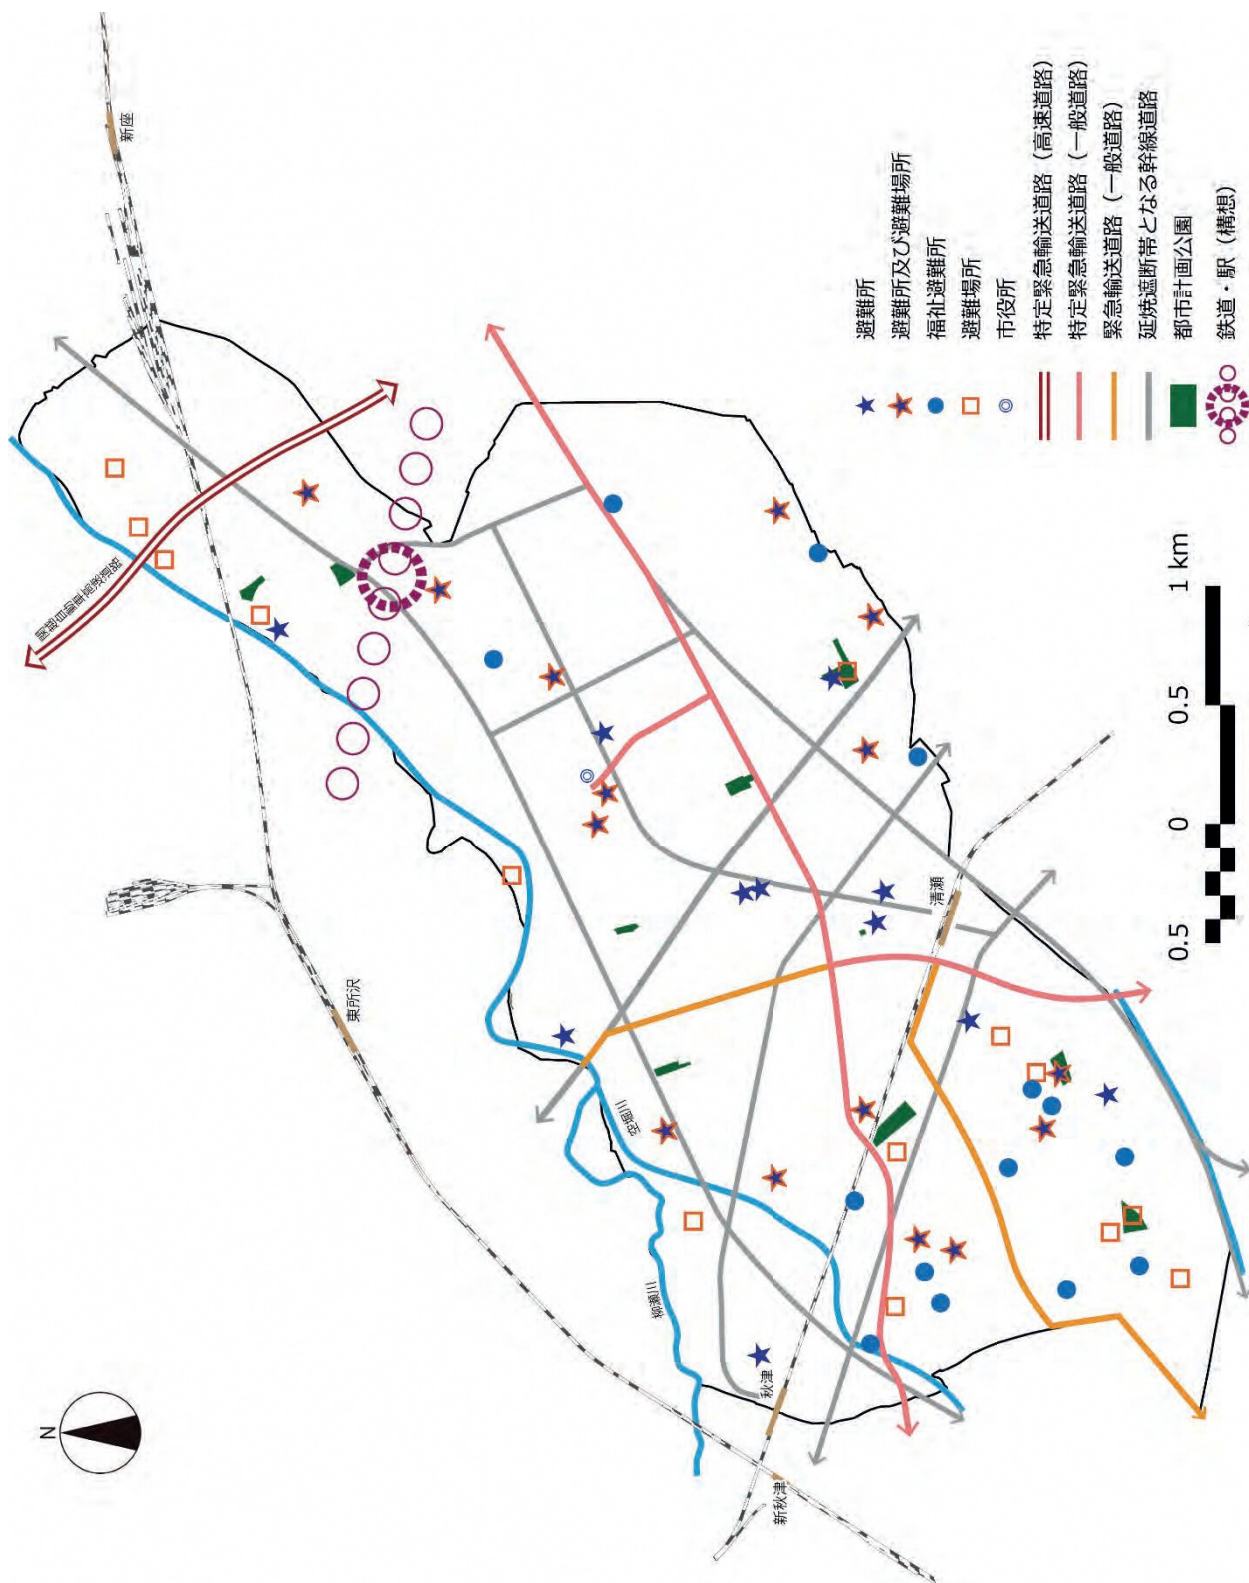 N
新座
関越自動車高速道路
東所沢
空堀川
柳瀬川
秋津
新秋津
清瀬
避難所
避難所及び避難場所
福祉避難所
避難場所
市役所
特定緊急輸送道路(高速道路)
特定緊急輸送道路(一般道路)
緊急輸送道路(一般道路)
延焼遮断帯となる幹線道路
都市計画公園
鉄道・駅(構想)
0.5 0 0.5 1 km